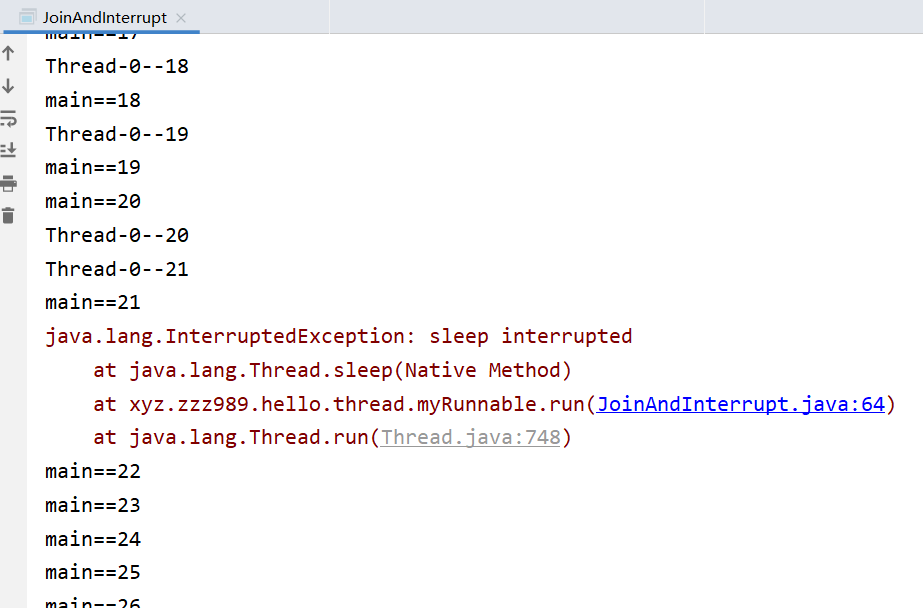 JoinAndInterrupt
main==17
Thread-0--18
main==18
Thread-0--19
main==19
main==20
Thread-0--20
Thread-0--21
main==21
java.lang.InterruptedException: sleep interrupted
at java.lang.Thread.sleep(Native Method)
at xyz.zzz989.hello.thread.myRunnable.run(JoinAndInterrupt.java:64)
at java.lang.Thread.run(Thread.java:748)
main==22
main==23
main==24
main==25
main==26